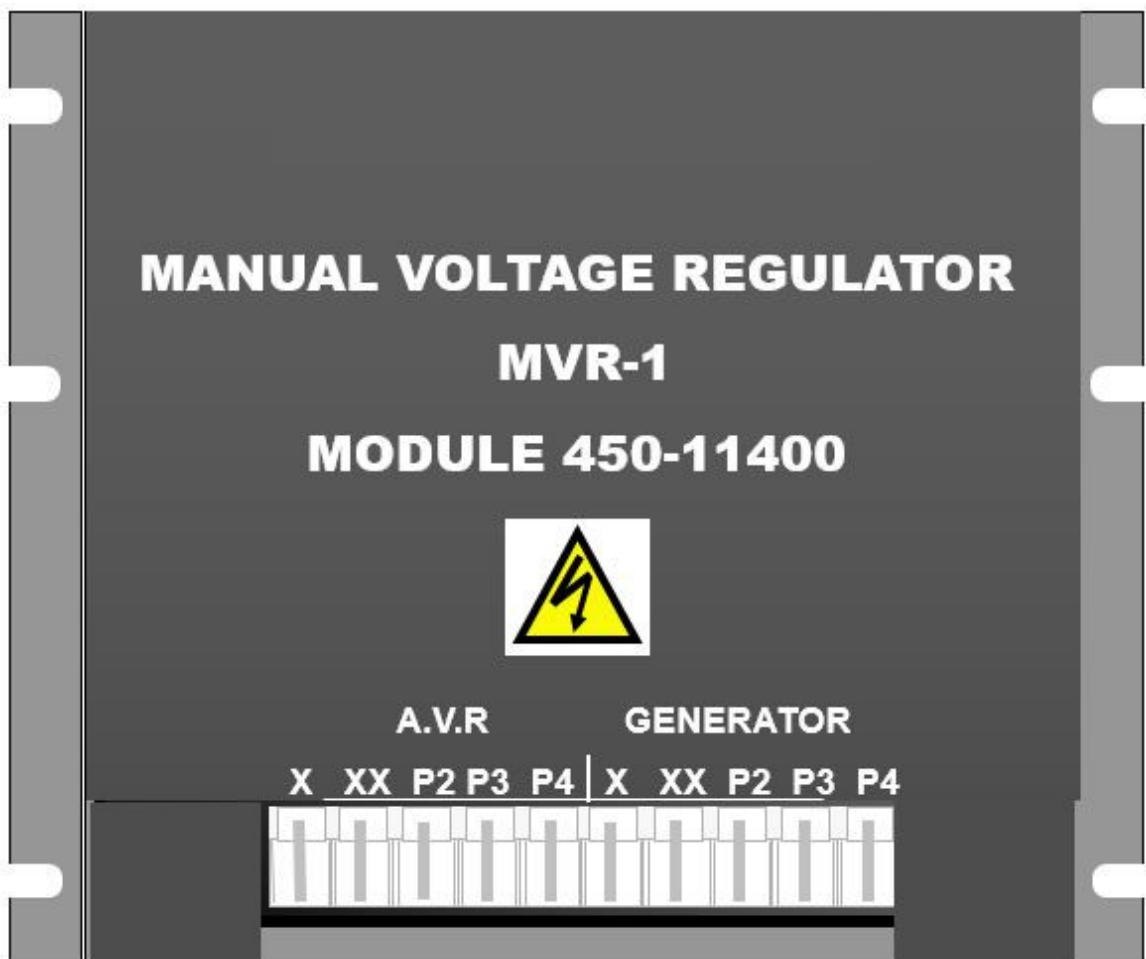 MANUAL VOLTAGE REGULATOR
MVR-1
MODULE 450-11400
A.V.R GENERATOR
X XX P2 P3 P4 X XX P2 P3 P4